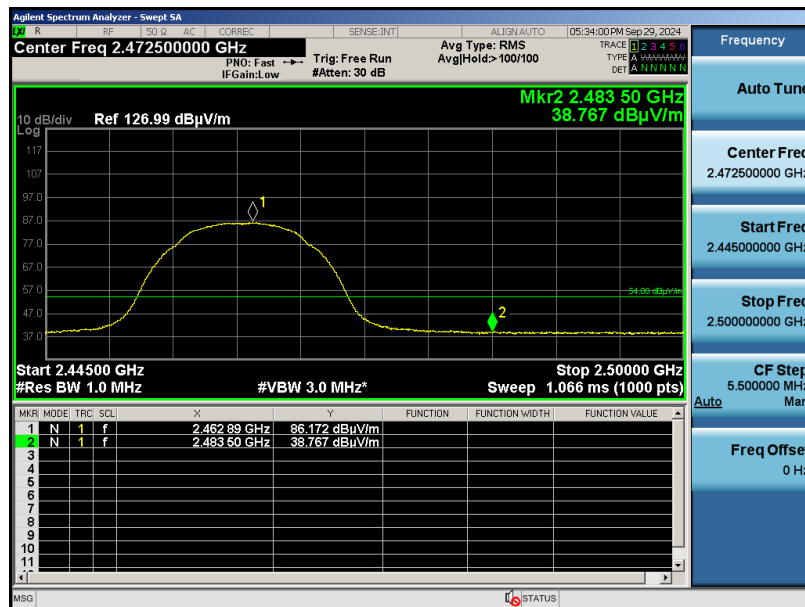 Agilent Spectrum Analyzer - Swept SA
LXI R RF 50 Ω AC CORREC SENSE:INT ALIGN AUTO 05:34:00 PM Sep 29, 2024
Center Freq 2.472500000 GHz
PNO: Fast
IFGain:Low
Trig: Free Run
#Atten: 30 dB
Avg Type: RMS
Avg|Hold:>100/100
TRACE 1 2 3 4 5 6
TYPE A WWWWW
DET A N N N N N
Frequency
Mkr2 2.483 50 GHz
38.767 dBµV/m
10 dB/div Ref 126.99 dBµV/m
Log
117
107
97.0
87.0
77.0
67.0
57.0
47.0
37.0
1
2
54.00 dBµV/m
Start 2.44500 GHz Stop 2.50000 GHz
#Res BW 1.0 MHz #VBW 3.0 MHz* Sweep 1.066 ms (1000 pts)
MKR MODE TRC SCL X Y FUNCTION FUNCTION WIDTH FUNCTION VALUE
1 N 1 f 2.462 89 GHz 86.172 dBµV/m
2 N 1 f 2.483 50 GHz 38.767 dBµV/m
3
4
5
6
7
8
9
10
11
MSG STATUS
Auto Tune
Center Freq
2.472500000 GHz
Start Freq
2.445000000 GHz
Stop Freq
2.500000000 GHz
CF Step
5.500000 MHz
Auto Man
Freq Offset
0 Hz